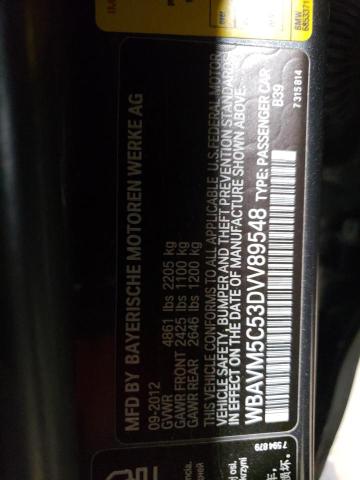 MFD BY BAYERISCHE MOTOREN WERKE AG
09-2012
GVWR 4861 lbs 2205 kg
GAWR FRONT 2425 lbs 1100 kg
GAWR REAR 2646 lbs 1200 kg
THIS VEHICLE CONFORMS TO ALL APPLICABLE U.S. FEDERAL MOTOR
VEHICLE SAFETY, BUMPER AND THEFT PREVENTION STANDARDS
IN EFFECT ON THE DATE OF MANUFACTURE SHOWN ABOVE.
WBAVM5C53DVV89548 TYPE: PASSENGER CAR
B39
7 315 814
7 594 879
BMW